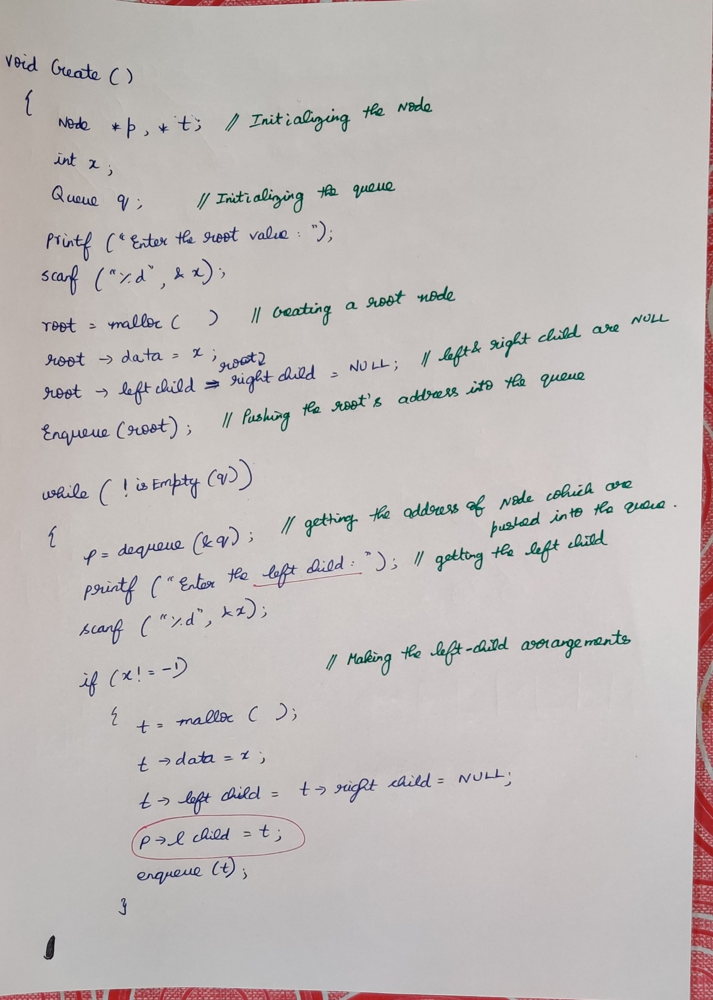 void Create ()
{
Node *p, *t; // Initializing the Node
int x;
Queue q; // Initializing the queue
printf ("Enter the root value : ");
scanf ("%d", & x);
root = malloc ( ) // Creating a root node
root → data = x ;
root → left child = root → right child = NULL; // left & right child are NULL
Enqueue (root); // Pushing the root's address into the queue
while ( ! is Empty (q))
{
p = dequeue (&q); // getting the address of Node which are
pushed into the queue.
printf ("Enter the left child : "); // getting the left child
scanf ("%d", &x);
if (x! = -1) // Making the left-child arrangements
{ t = malloc ( );
t → data = x ;
t → left child = t → right child = NULL;
p → l child = t ;
enqueue (t) ;
}